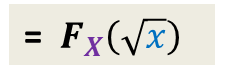 = F_X(√x)